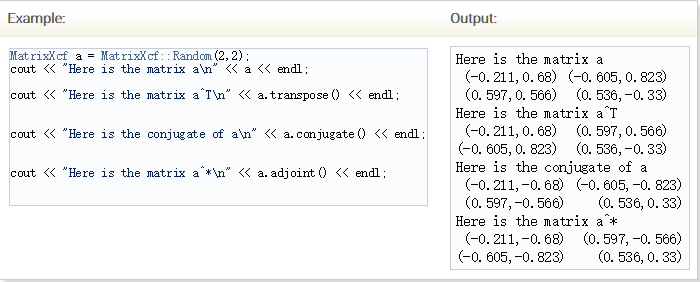 Example:
MatrixXcf a = MatrixXcf::Random(2,2);
cout << "Here is the matrix a\n" << a << endl;
cout << "Here is the matrix a^T\n" << a.transpose() << endl;
cout << "Here is the conjugate of a\n" << a.conjugate() << endl;
cout << "Here is the matrix a^*\n" << a.adjoint() << endl;
Output:
Here is the matrix a
(-0.211,0.68) (-0.605,0.823)
(0.597,0.566) (0.536,-0.33)
Here is the matrix a^T
(-0.211,0.68) (0.597,0.566)
(-0.605,0.823) (0.536,-0.33)
Here is the conjugate of a
(-0.211,-0.68) (-0.605,-0.823)
(0.597,-0.566) (0.536,0.33)
Here is the matrix a^*
(-0.211,-0.68) (0.597,-0.566)
(-0.605,-0.823) (0.536,0.33)